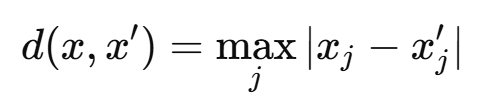 d(x, x′) = max_j |x_j − x′_j|